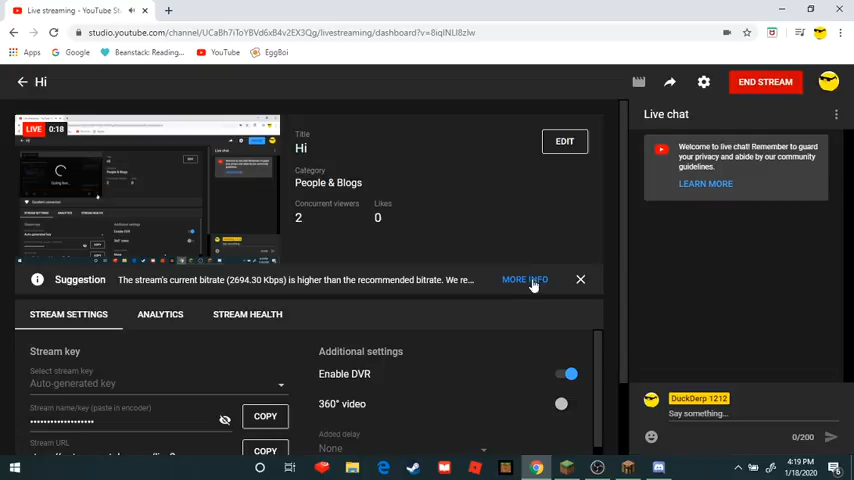 Live streaming - YouTube Studio
studio.youtube.com/channel/UCaBh7iToYBVd6xB4v2EX3Qg/livestreaming/dashboard?v=8iqINLI8zIw
Apps
Google
Beanstack: Reading...
YouTube
EggBoi
Hi
END STREAM
LIVE 0:18
Title
Hi
EDIT
Category
People & Blogs
Concurrent viewers
Likes
2
0
Live chat
Welcome to live chat! Remember to guard
your privacy and abide by our community
guidelines.
LEARN MORE
Suggestion
The stream's current bitrate (2694.30 Kbps) is higher than the recommended bitrate. We re...
MORE INFO
STREAM SETTINGS
ANALYTICS
STREAM HEALTH
Stream key
Select stream key
Auto-generated key
Stream name/key (paste in encoder)
COPY
Stream URL
COPY
Additional settings
Enable DVR
360° video
Added delay
None
DuckDerp 1212
Say something...
0/200
4:19 PM
1/18/2020